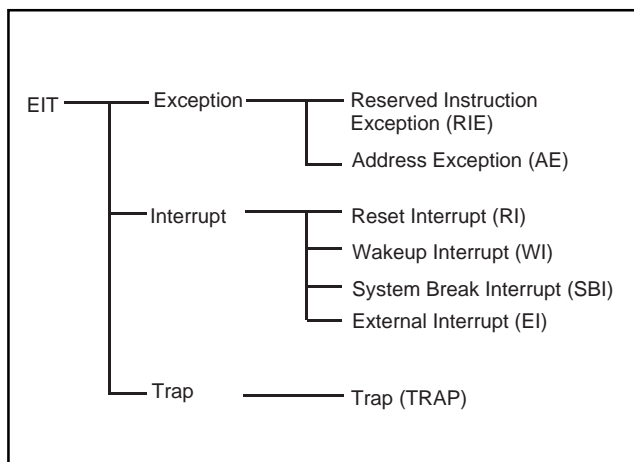 EIT
Exception
Reserved Instruction
Exception (RIE)
Address Exception (AE)
Interrupt
Reset Interrupt (RI)
Wakeup Interrupt (WI)
System Break Interrupt (SBI)
External Interrupt (EI)
Trap
Trap (TRAP)